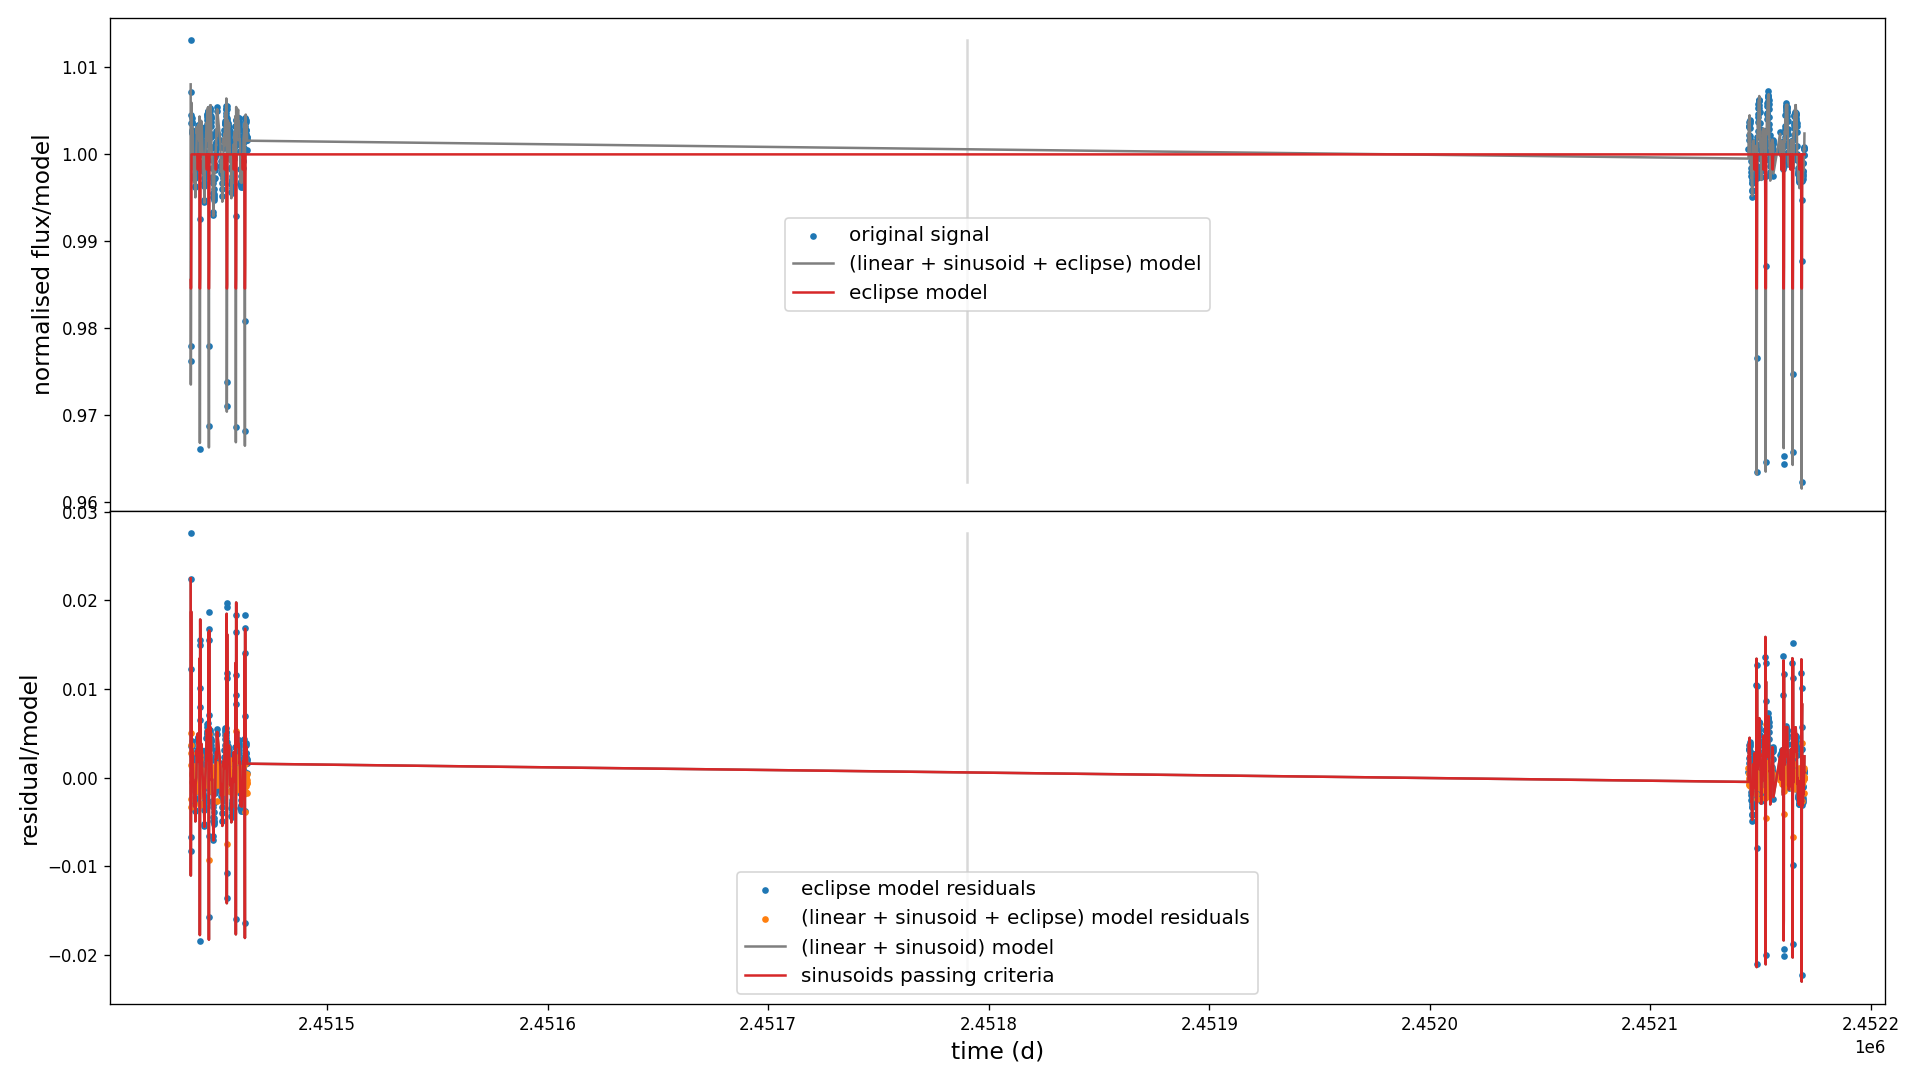 1.01
1.00
0.99
0.98
0.97
0.96
normalised flux/model
original signal
(linear + sinusoid + eclipse) model
eclipse model
0.03
0.02
0.01
0.00
−0.01
−0.02
residual/model
eclipse model residuals
(linear + sinusoid + eclipse) model residuals
(linear + sinusoid) model
sinusoids passing criteria
2.4515 2.4516 2.4517 2.4518 2.4519 2.4520 2.4521 2.4522
1e6
time (d)